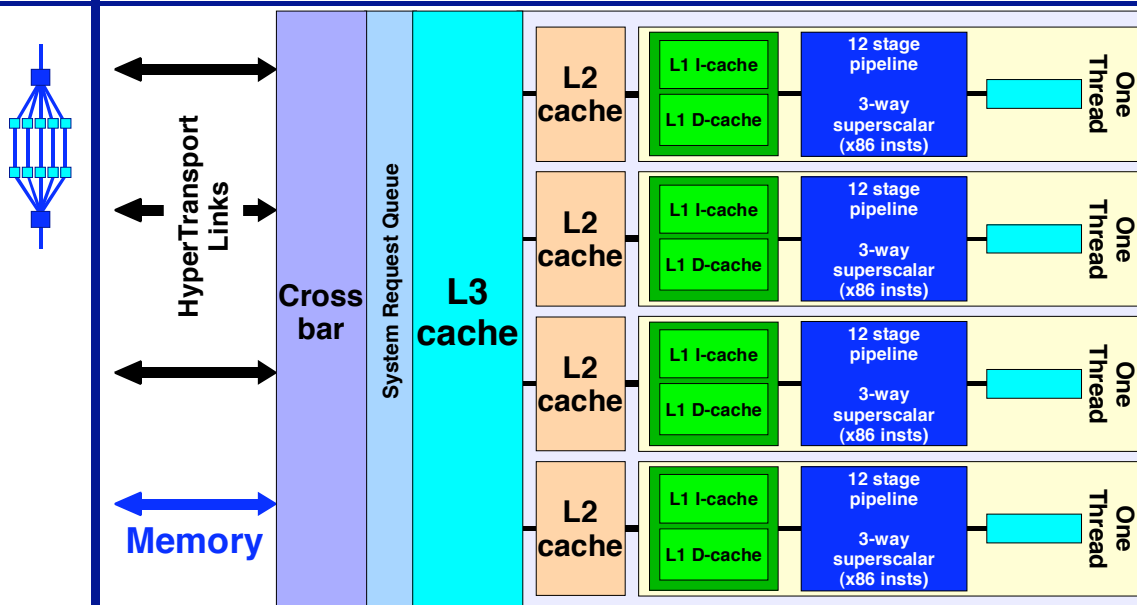 HyperTransport
Links
Memory
Cross
bar
System Request Queue
L3
cache
L2
cache
L1 I-cache
L1 D-cache
12 stage
pipeline
3-way
superscalar
(x86 insts)
One
Thread
L2
cache
L1 I-cache
L1 D-cache
12 stage
pipeline
3-way
superscalar
(x86 insts)
One
Thread
L2
cache
L1 I-cache
L1 D-cache
12 stage
pipeline
3-way
superscalar
(x86 insts)
One
Thread
L2
cache
L1 I-cache
L1 D-cache
12 stage
pipeline
3-way
superscalar
(x86 insts)
One
Thread